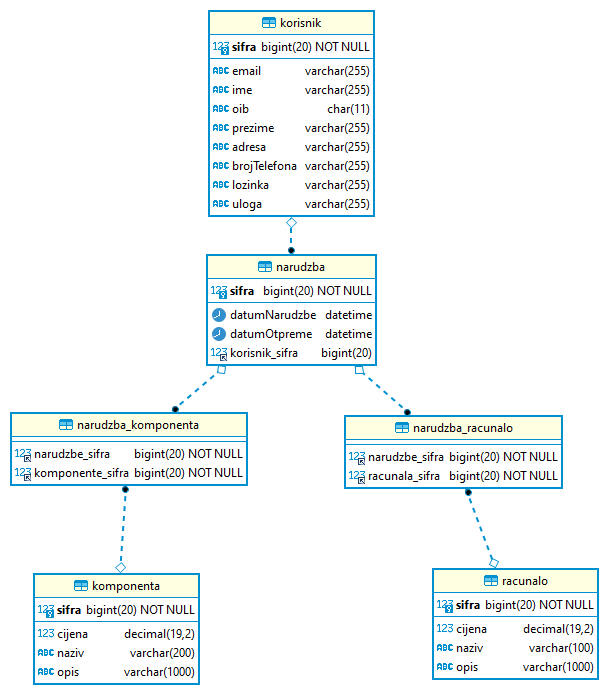 korisnik
123 sifra bigint(20) NOT NULL
ABC email varchar(255)
ABC ime varchar(255)
ABC oib char(11)
ABC prezime varchar(255)
ABC adresa varchar(255)
ABC brojTelefona varchar(255)
ABC lozinka varchar(255)
ABC uloga varchar(255)
narudzba
123 sifra bigint(20) NOT NULL
datumNarudzbe datetime
datumOtpreme datetime
123 korisnik_sifra bigint(20)
narudzba_komponenta
123 narudzbe_sifra bigint(20) NOT NULL
123 komponente_sifra bigint(20) NOT NULL
narudzba_racunalo
123 narudzbe_sifra bigint(20) NOT NULL
123 racunala_sifra bigint(20) NOT NULL
komponenta
123 sifra bigint(20) NOT NULL
123 cijena decimal(19,2)
ABC naziv varchar(200)
ABC opis varchar(1000)
racunalo
123 sifra bigint(20) NOT NULL
123 cijena decimal(19,2)
ABC naziv varchar(100)
ABC opis varchar(1000)